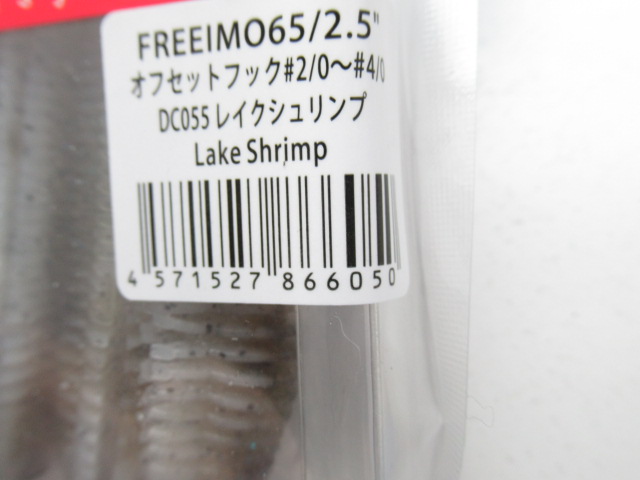 FREEIMO65/2.5"
オフセットフック#2/0〜#4/0
DC055 レイクシュリンプ
Lake Shrimp
4 571527 866050